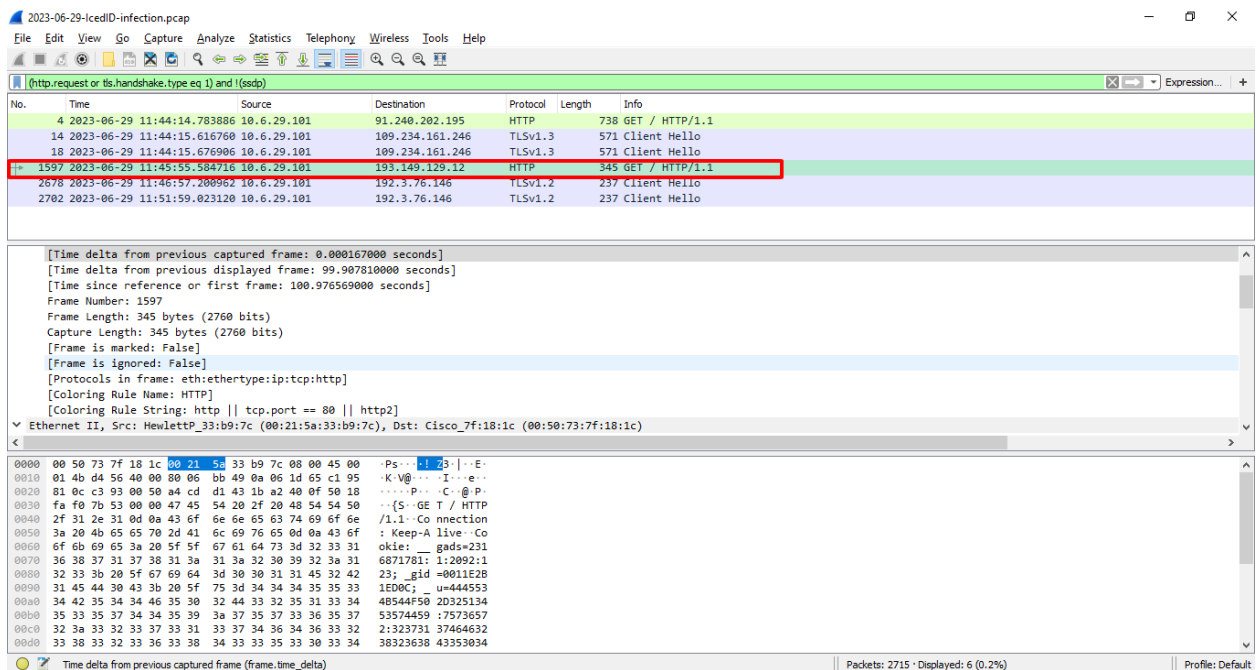 2023-06-29-IcedID-infection.pcap
File Edit View Go Capture Analyze Statistics Telephony Wireless Tools Help
(http.request or tls.handshake.type eq 1) and !(ssdp)
Expression... +
No. Time Source Destination Protocol Length Info
4 2023-06-29 11:44:14.783886 10.6.29.101 91.240.202.195 HTTP 738 GET / HTTP/1.1
14 2023-06-29 11:44:15.616760 10.6.29.101 109.234.161.246 TLSv1.3 571 Client Hello
18 2023-06-29 11:44:15.676906 10.6.29.101 109.234.161.246 TLSv1.3 571 Client Hello
1597 2023-06-29 11:45:55.584716 10.6.29.101 193.149.129.12 HTTP 345 GET / HTTP/1.1
2678 2023-06-29 11:46:57.200962 10.6.29.101 192.3.76.146 TLSv1.2 237 Client Hello
2702 2023-06-29 11:51:59.023120 10.6.29.101 192.3.76.146 TLSv1.2 237 Client Hello
[Time delta from previous captured frame: 0.000167000 seconds]
[Time delta from previous displayed frame: 99.907810000 seconds]
[Time since reference or first frame: 100.976569000 seconds]
Frame Number: 1597
Frame Length: 345 bytes (2760 bits)
Capture Length: 345 bytes (2760 bits)
[Frame is marked: False]
[Frame is ignored: False]
[Protocols in frame: eth:ethertype:ip:tcp:http]
[Coloring Rule Name: HTTP]
[Coloring Rule String: http || tcp.port == 80 || http2]
Ethernet II, Src: HewlettP_33:b9:7c (00:21:5a:33:b9:7c), Dst: Cisco_7f:18:1c (00:50:73:7f:18:1c)
0000 00 50 73 7f 18 1c 00 21 5a 33 b9 7c 08 00 45 00 ·Ps····! Z3·|··E·
0010 01 4b d4 56 40 00 80 06 bb 49 0a 06 1d 65 c1 95 ·K·V@··· ·I···e··
0020 81 0c c3 93 00 50 a4 cd d1 43 1b a2 40 0f 50 18 ·····P·· ·C··@·P·
0030 fa f0 7b 53 00 00 47 45 54 20 2f 20 48 54 54 50 ··{S··GE T / HTTP
0040 2f 31 2e 31 0d 0a 43 6f 6e 6e 65 63 74 69 6f 6e /1.1··Co nnection
0050 3a 20 4b 65 65 70 2d 41 6c 69 76 65 0d 0a 43 6f : Keep-A live··Co
0060 6f 6b 69 65 3a 20 5f 5f 67 61 64 73 3d 32 33 31 okie: __ gads=231
0070 36 38 37 31 37 38 31 3a 31 3a 32 30 39 32 3a 31 6871781: 1:2092:1
0080 32 33 3b 20 5f 67 69 64 3d 30 30 31 31 45 32 42 23; _gid =0011E2B
0090 31 45 44 30 43 3b 20 5f 75 3d 34 34 34 35 35 33 1ED0C; _ u=444553
00a0 34 42 35 34 34 46 35 30 32 44 33 32 35 31 33 34 4B544F50 2D325134
00b0 35 33 35 37 34 34 35 39 3a 37 35 37 33 36 35 37 53574459 :7573657
00c0 32 3a 33 32 33 37 33 31 33 37 34 36 34 36 33 32 2:323731 37464632
00d0 33 38 33 32 33 36 33 38 34 33 33 35 33 30 33 34 38323638 43353034
Time delta from previous captured frame (frame.time_delta)
Packets: 2715 · Displayed: 6 (0.2%)
Profile: Default